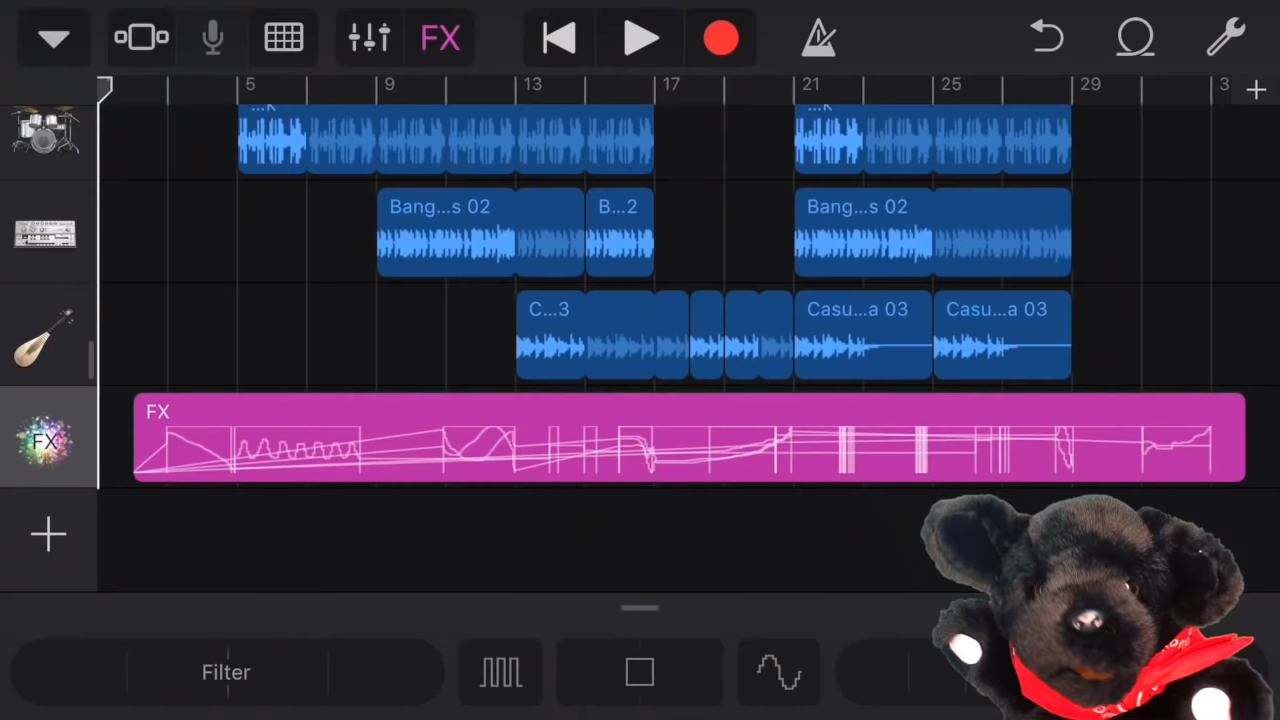 FX
5 9 13 17 21 25 29 3
...k ...k
Bang...s 02 B...2 Bang...s 02
C...3 Casu...a 03 Casu...a 03
FX
FX
Filter